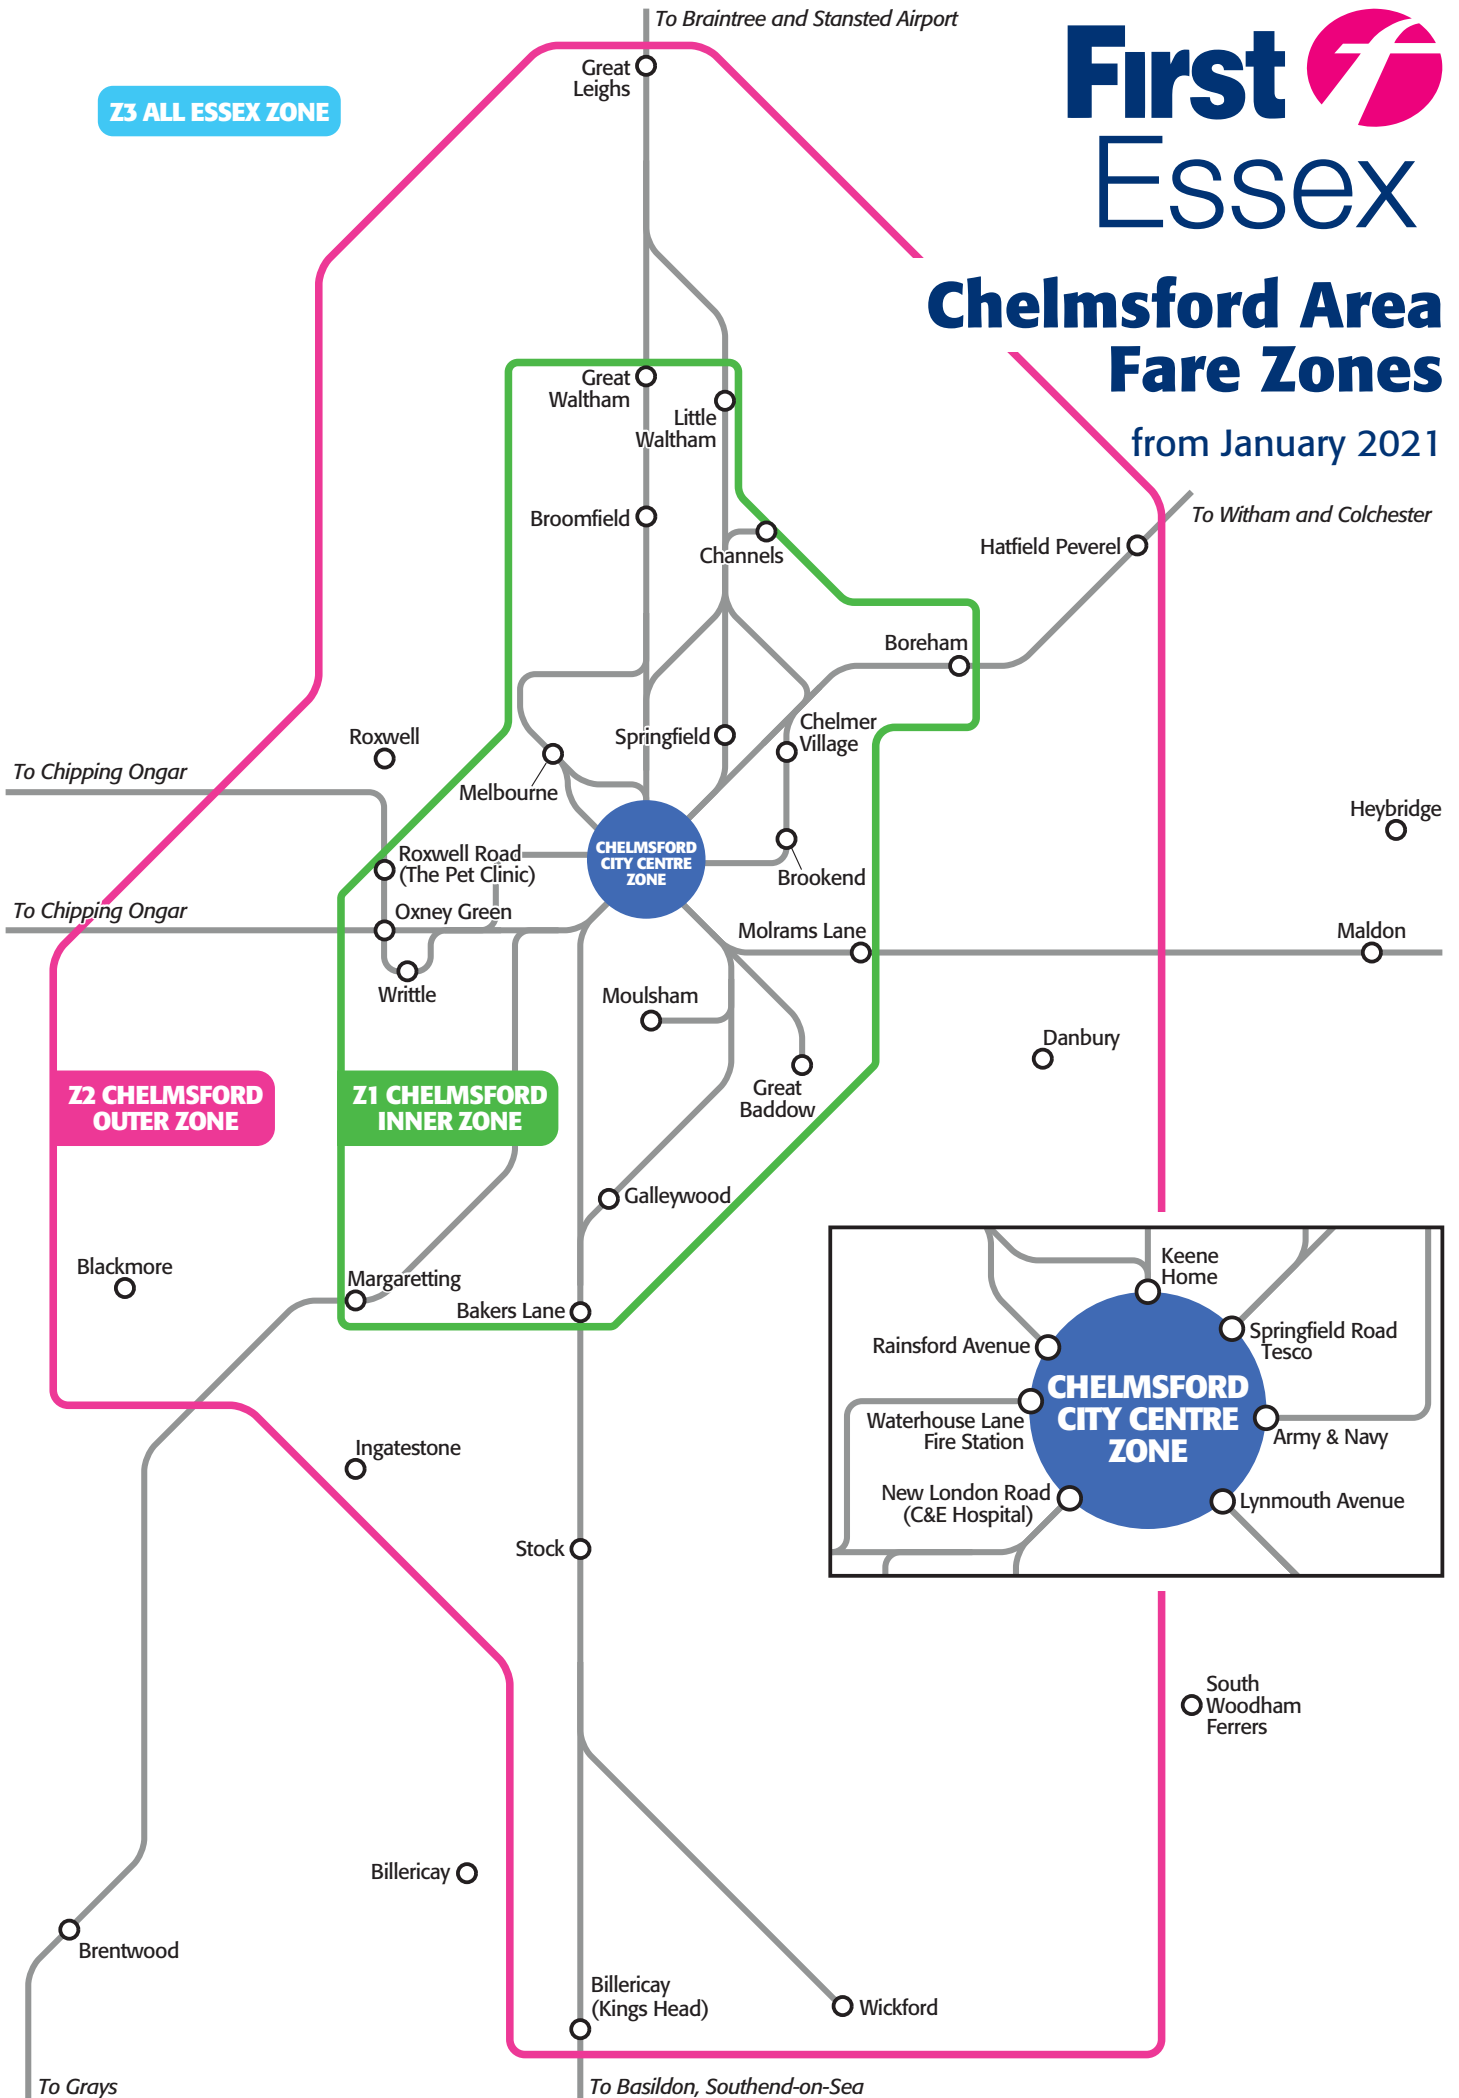 To Braintree and Stansted Airport
First
Essex
Great
Leighs
Z3 ALL ESSEX ZONE
Chelmsford Area
Fare Zones
from January 2021
Great
Waltham
Little
Waltham
To Witham and Colchester
Broomfield
Channels
Hatfield Peverel
Boreham
Roxwell
Springfield
Chelmer
Village
To Chipping Ongar
Melbourne
Heybridge
CHELMSFORD
CITY CENTRE
ZONE
Roxwell Road
(The Pet Clinic)
Brookend
To Chipping Ongar
Oxney Green
Molrams Lane
Maldon
Writtle
Moulsham
Danbury
Z2 CHELMSFORD
OUTER ZONE
Z1 CHELMSFORD
INNER ZONE
Great
Baddow
Galleywood
Blackmore
Margaretting
Bakers Lane
Keene
Home
Springfield Road
Tesco
Rainsford Avenue
CHELMSFORD
CITY CENTRE
ZONE
Waterhouse Lane
Fire Station
Army & Navy
New London Road
(C&E Hospital)
Lynmouth Avenue
Ingatestone
Stock
South
Woodham
Ferrers
Billericay
Brentwood
Billericay
(Kings Head)
Wickford
To Grays
To Basildon, Southend-on-Sea